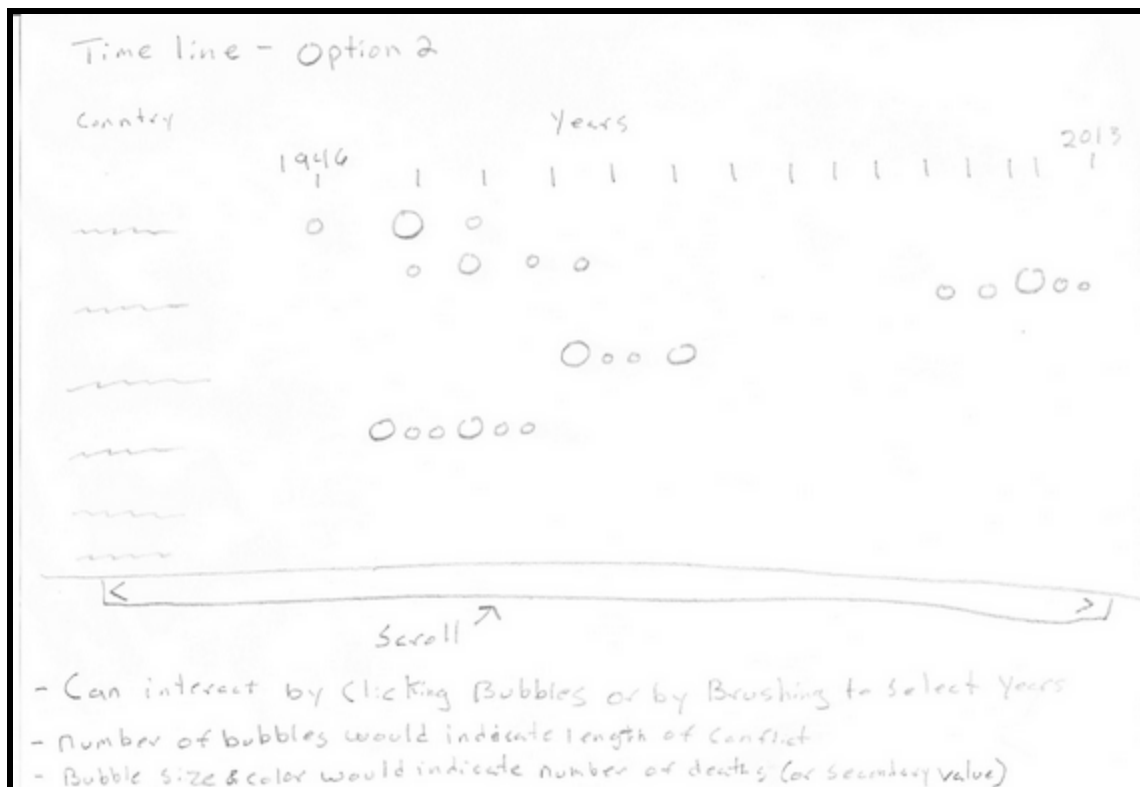 Time line - Option 2
Country
Years
1946
2013
< >
Scroll
- Can interact by Clicking Bubbles or by Brushing to Select Years
- number of bubbles would indicate length of Conflict
- Bubble Size & color would indicate number of deaths (or secondary value)